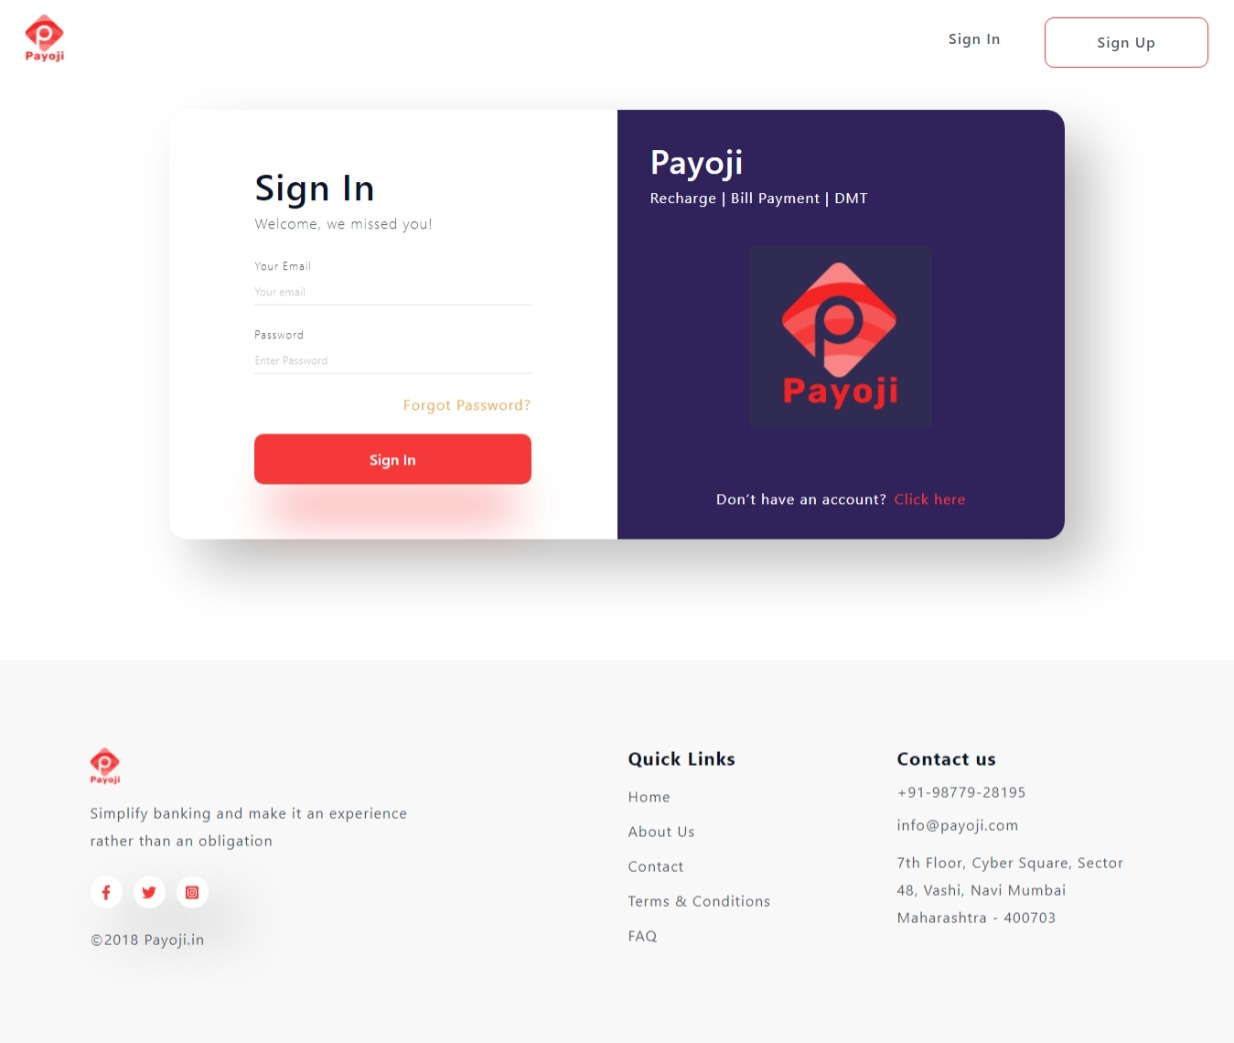 Payoji
Sign In
Sign Up
Sign In
Welcome, we missed you!
Your Email
Your email
Password
Enter Password
Forgot Password?
Sign In
Payoji
Recharge | Bill Payment | DMT
Payoji
Don’t have an account? Click here
Payoji
Simplify banking and make it an experience
rather than an obligation
©2018 Payoji.in
Quick Links
Home
About Us
Contact
Terms & Conditions
FAQ
Contact us
+91-98779-28195
info@payoji.com
7th Floor, Cyber Square, Sector
48, Vashi, Navi Mumbai
Maharashtra - 400703